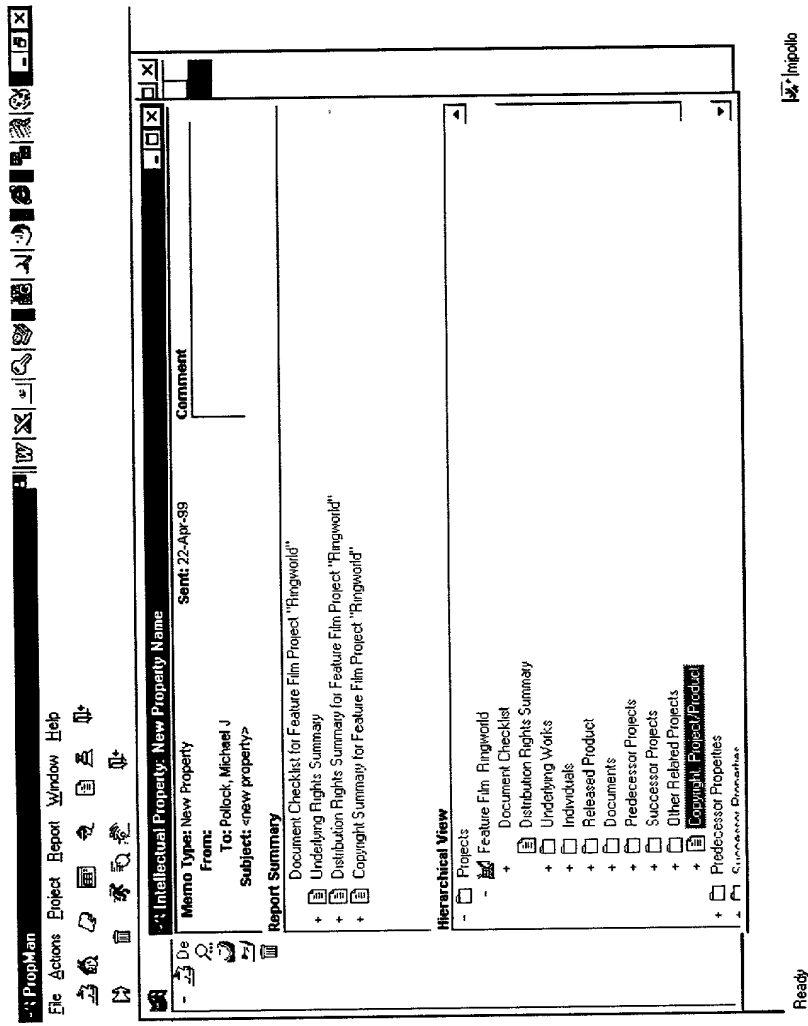 PropMan
File Actions Project Report Window Help
Intellectual Property: New Property Name
De
Memo Type: New Property
Sent: 22-Apr-99
Comment
From:
To: Pollock, Michael J
Subject: <new property>
Report Summary
Document Checklist for Feature Film Project "Ringworld"
+ Underlying Rights Summary
+ Distribution Rights Summary for Feature Film Project "Ringworld"
+ Copyright Summary for Feature Film Project "Ringworld"
Hierarchical View
- Projects
- Feature Film Ringworld
+ Document Checklist
Distribution Rights Summary
+ Underlying Works
+ Individuals
+ Released Product
+ Documents
+ Predecessor Projects
+ Successor Projects
+ Other Related Projects
+ Copyright, Project/Product
+ Predecessor Properties
+ Successor Properties
Ready
mjpollo